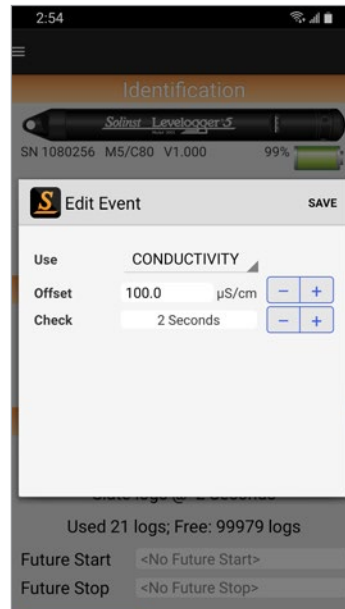 2:54
Identification
Solinst Levelogger 5
SN 1080256 M5/C80 V1.000 99%
S Edit Event SAVE
Use CONDUCTIVITY
Offset 100.0 µS/cm − +
Check 2 Seconds − +
Used 21 logs; Free: 99979 logs
Future Start <No Future Start>
Future Stop <No Future Stop>